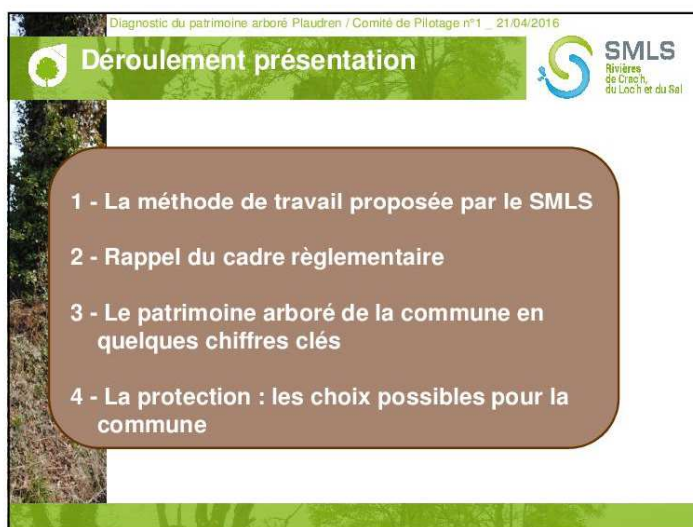 Diagnostic du patrimoine arboré Plaudren / Comité de Pilotage n°1 _ 21/04/2016
Déroulement présentation
SMLS
Rivières
de Crac'h,
du Loc'h et du Sal
1 - La méthode de travail proposée par le SMLS
2 - Rappel du cadre règlementaire
3 - Le patrimoine arboré de la commune en
quelques chiffres clés
4 - La protection : les choix possibles pour la
commune